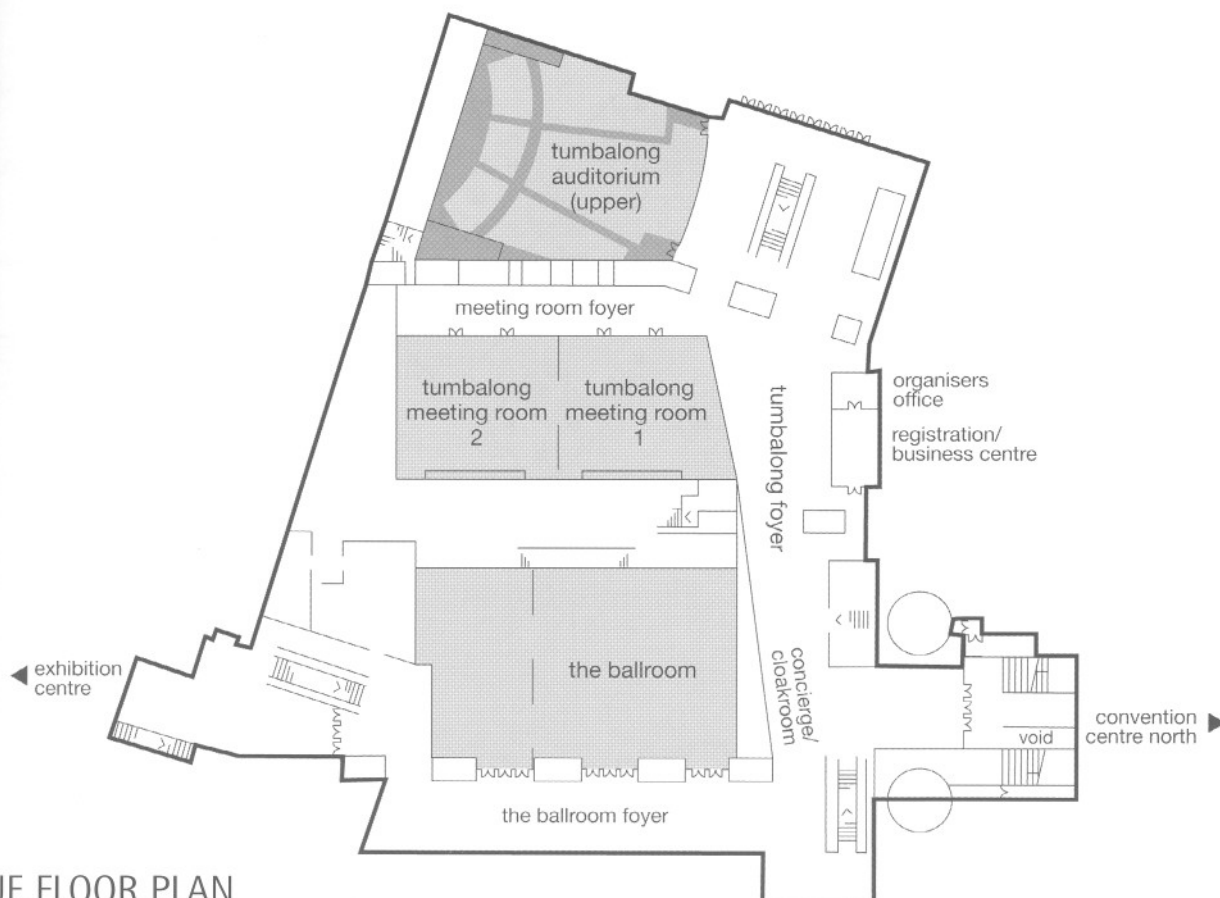 tumbalong
auditorium
(upper)
meeting room foyer
tumbalong
meeting room
2
tumbalong
meeting room
1
tumbalong foyer
organisers
office
registration/
business centre
the ballroom
concierge/
cloakroom
exhibition
centre
convention
centre north
void
the ballroom foyer
FLOOR PLAN